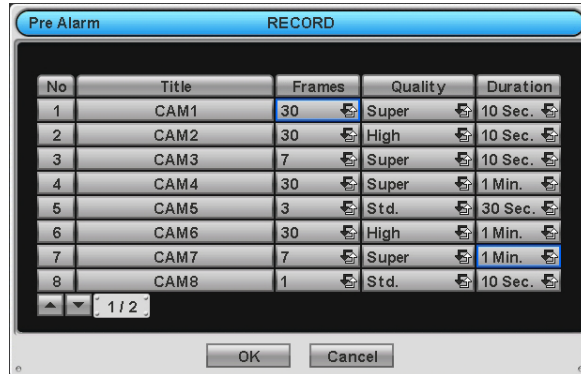 Pre Alarm RECORD
No Title Frames Quality Duration
1 CAM1 30 Super 10 Sec.
2 CAM2 30 High 10 Sec.
3 CAM3 7 Super 10 Sec.
4 CAM4 30 Super 1 Min.
5 CAM5 3 Std. 30 Sec.
6 CAM6 30 High 1 Min.
7 CAM7 7 Super 1 Min.
8 CAM8 1 Std. 10 Sec.
1 / 2
OK Cancel